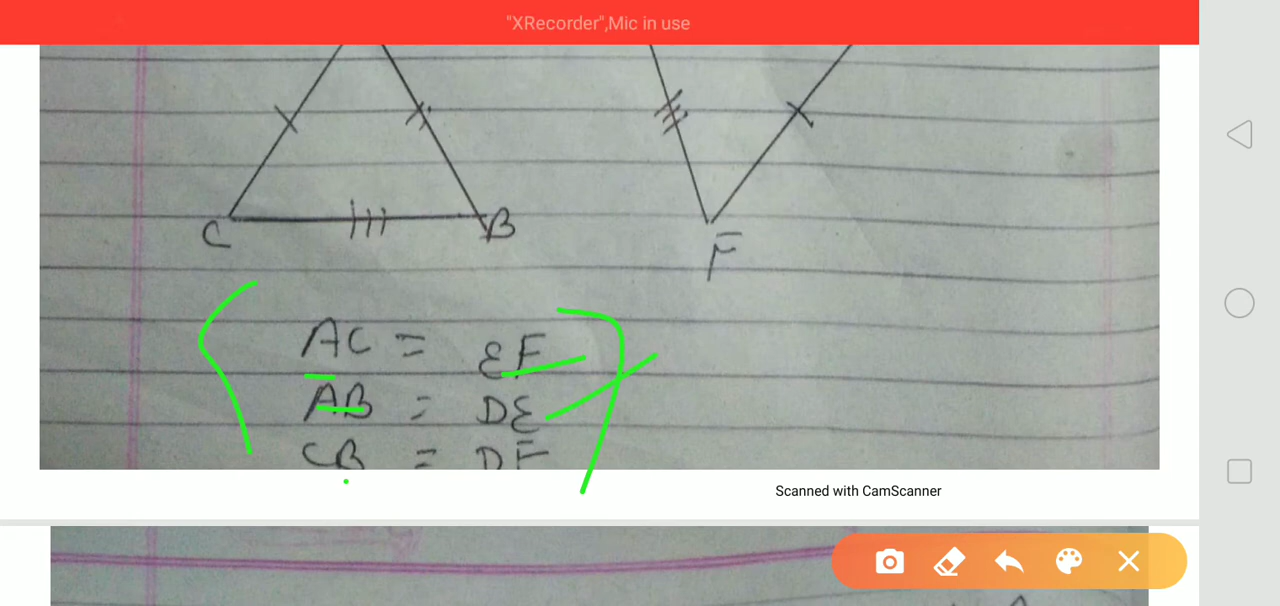 "XRecorder",Mic in use
C
B
F
AC = EF
AB = DE
CB = DF
Scanned with CamScanner